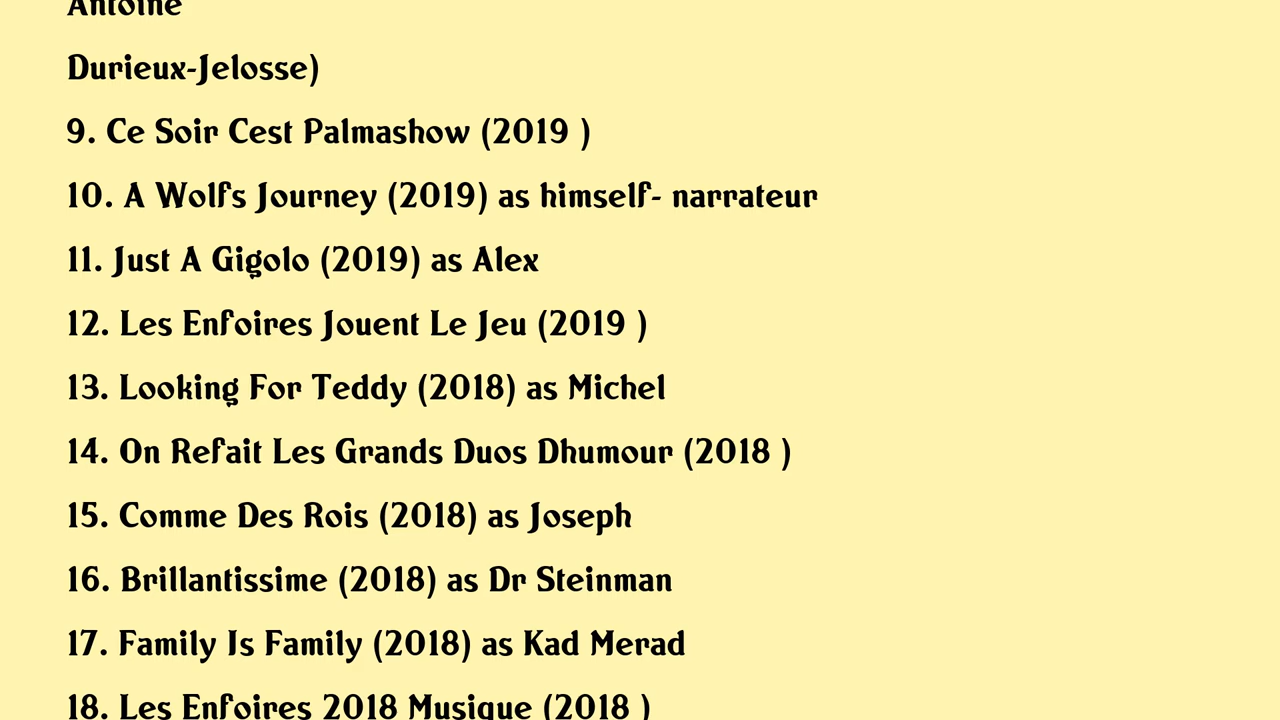 Antoine
Durieux-Jelosse)
9. Ce Soir Cest Palmashow (2019 )
10. A Wolfs Journey (2019) as himself- narrateur
11. Just A Gigolo (2019) as Alex
12. Les Enfoires Jouent Le Jeu (2019 )
13. Looking For Teddy (2018) as Michel
14. On Refait Les Grands Duos Dhumour (2018 )
15. Comme Des Rois (2018) as Joseph
16. Brillantissime (2018) as Dr Steinman
17. Family Is Family (2018) as Kad Merad
18. Les Enfoires 2018 Musique (2018 )